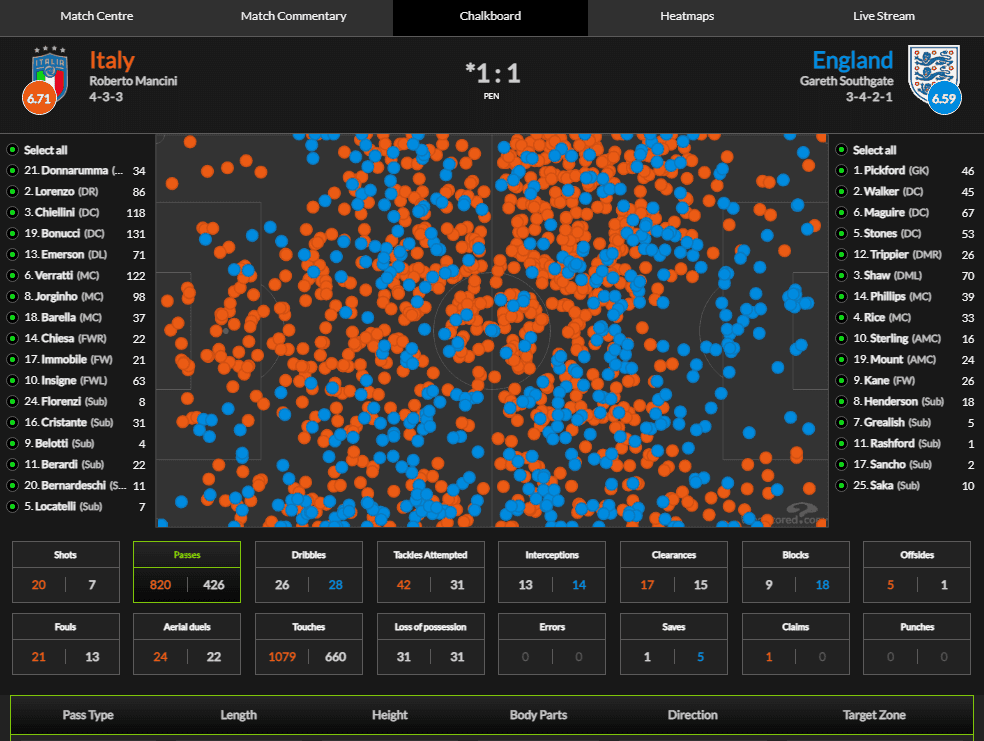 Match Centre Match Commentary Chalkboard Heatmaps Live Stream
ITALIA
Italy
Roberto Mancini
4-3-3
6.71
*1 : 1
PEN
England
Gareth Southgate
3-4-2-1
6.59
Select all
21. Donnarumma (... 34
2. Lorenzo (DR) 86
3. Chiellini (DC) 118
19. Bonucci (DC) 131
13. Emerson (DL) 71
6. Verratti (MC) 122
8. Jorginho (MC) 98
18. Barella (MC) 37
14. Chiesa (FWR) 22
17. Immobile (FW) 21
10. Insigne (FWL) 63
24. Florenzi (Sub) 8
16. Cristante (Sub) 31
9. Belotti (Sub) 4
11. Berardi (Sub) 22
20. Bernardeschi (S... 11
5. Locatelli (Sub) 7
Select all
1. Pickford (GK) 46
2. Walker (DC) 45
6. Maguire (DC) 67
5. Stones (DC) 53
12. Trippier (DMR) 26
3. Shaw (DML) 70
14. Phillips (MC) 39
4. Rice (MC) 33
10. Sterling (AMC) 16
19. Mount (AMC) 24
9. Kane (FW) 26
8. Henderson (Sub) 18
7. Grealish (Sub) 5
11. Rashford (Sub) 1
17. Sancho (Sub) 2
25. Saka (Sub) 10
Shots Passes Dribbles Tackles Attempted Interceptions Clearances Blocks Offsides
20 7 820 426 26 28 42 31 13 14 17 15 9 18 5 1
Fouls Aerial duels Touches Loss of possession Errors Saves Claims Punches
21 13 24 22 1079 660 31 31 0 0 1 5 1 0 0 0
Pass Type Length Height Body Parts Direction Target Zone